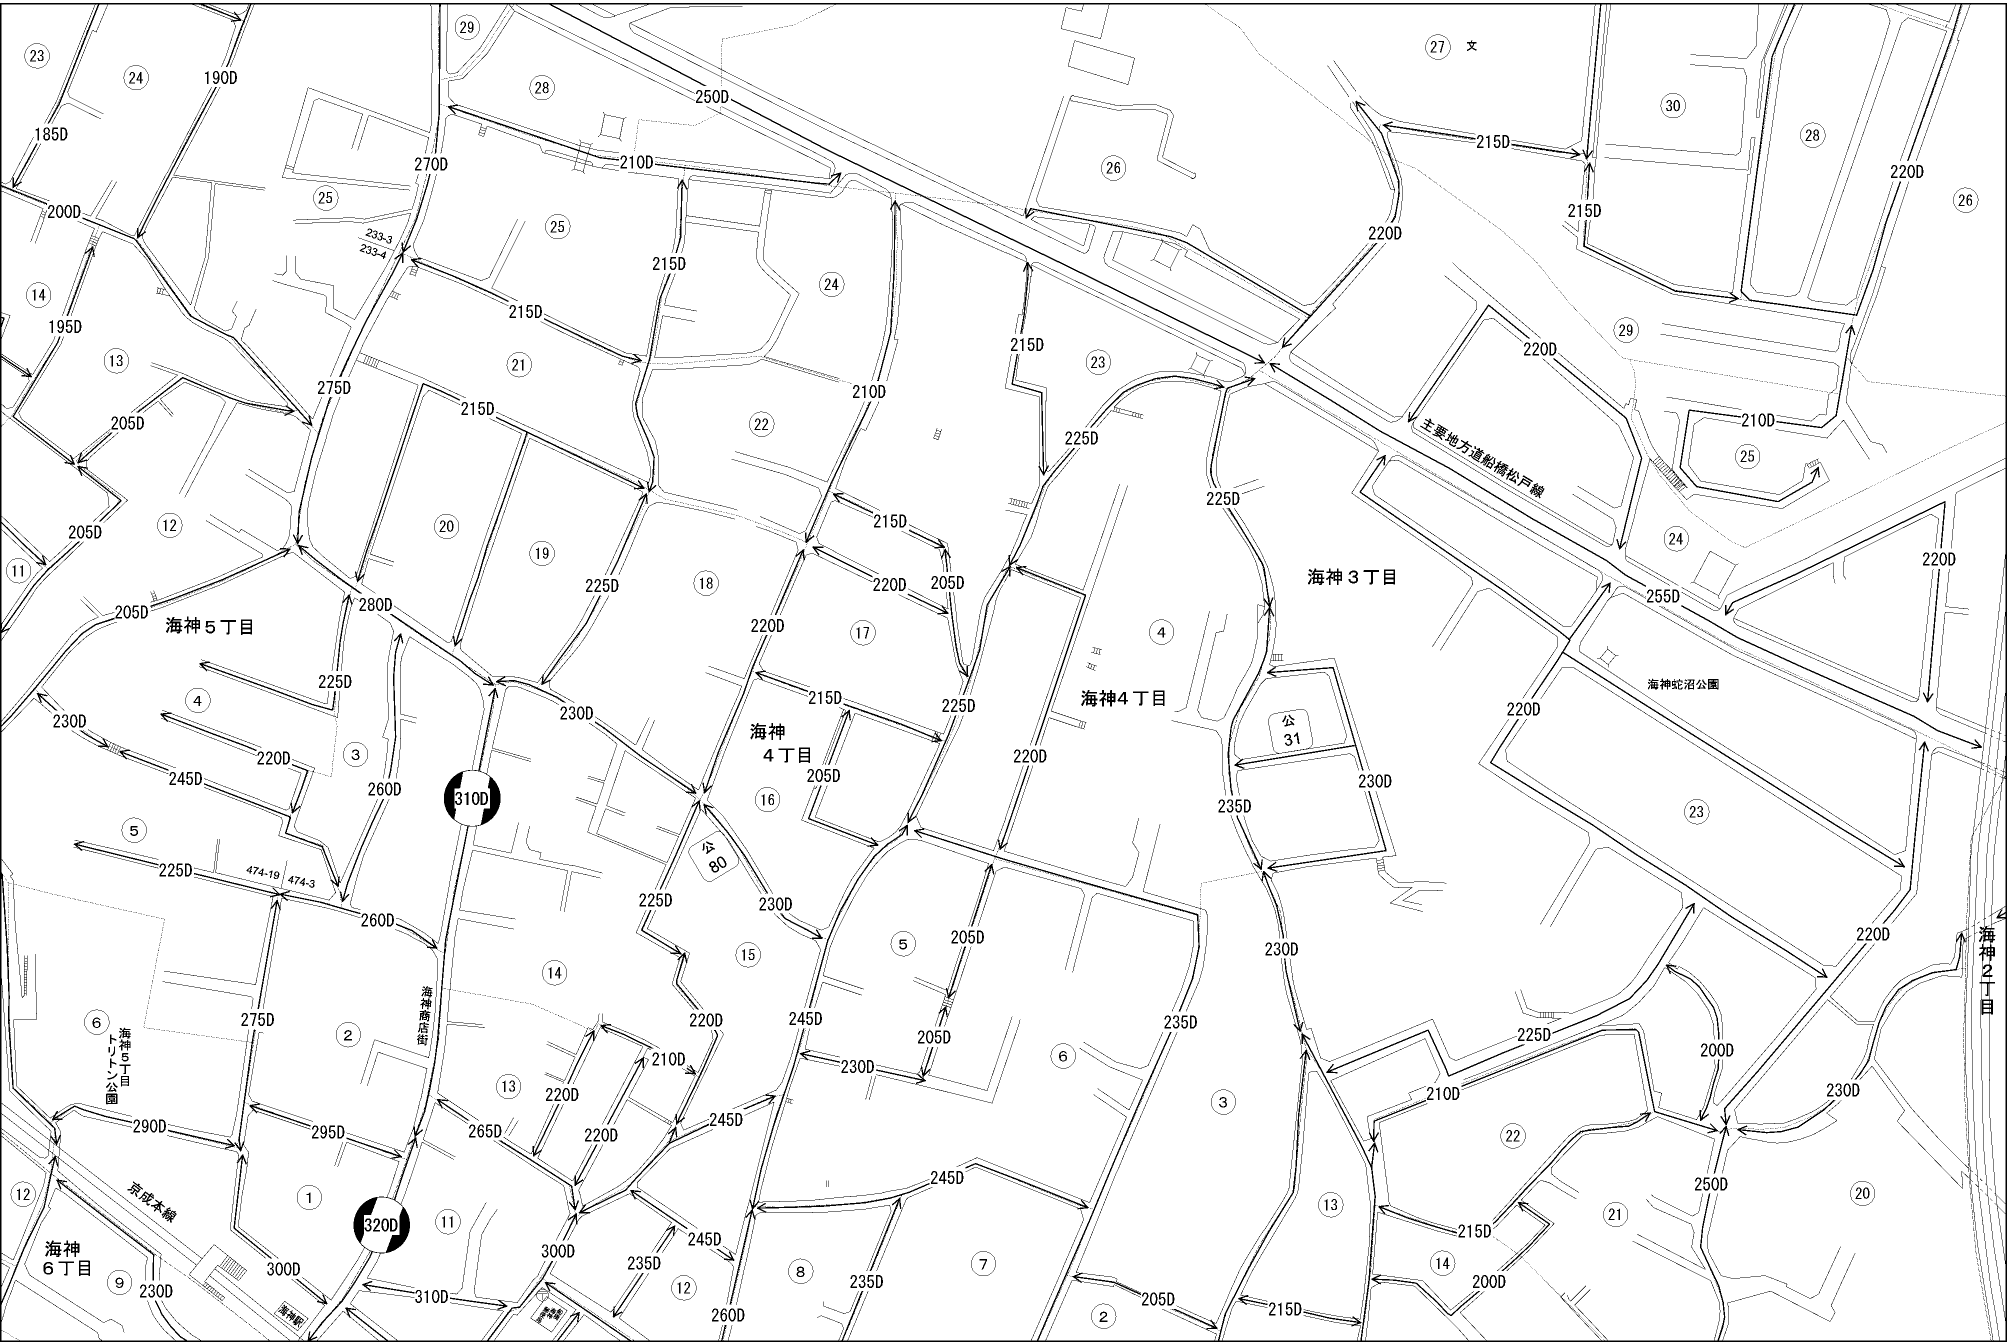 23
24
190D
29
28
250D
27
文
30
28
185D
270D
210D
215D
26
220D
25
200D
25
215D
26
233-3
233-4
220D
14
195D
215D
215D
24
29
13
21
215D
23
220D
275D
215D
210D
205D
22
225D
210D
主要地方道船橋松戸線
25
12
205D
20
19
215D
225D
24
11
205D
280D
225D
18
220D
205D
海神3丁目
255D
220D
海神5丁目
220D
17
4
225D
4
230D
215D
225D
海神4丁目
海神蛇沼公園
220D
230D
220D
245D
3
260D
310D
海神
4丁目
205D
16
220D
公
31
235D
230D
23
5
225D
474-19
474-3
公
80
225D
230D
260D
15
5
205D
230D
220D
海神2丁目
14
275D
2
海神商店街
6
海神5丁目
トリトン公園
220D
245D
205D
235D
225D
200D
210D
13
220D
230D
6
210D
230D
290D
295D
265D
220D
245D
3
22
12
京成本線
1
11
245D
13
250D
20
海神
6丁目
9
230D
300D
320D
300D
245D
235D
215D
21
海神駅
310D
12
8
235D
7
14
200D
205D
215D
260D
2